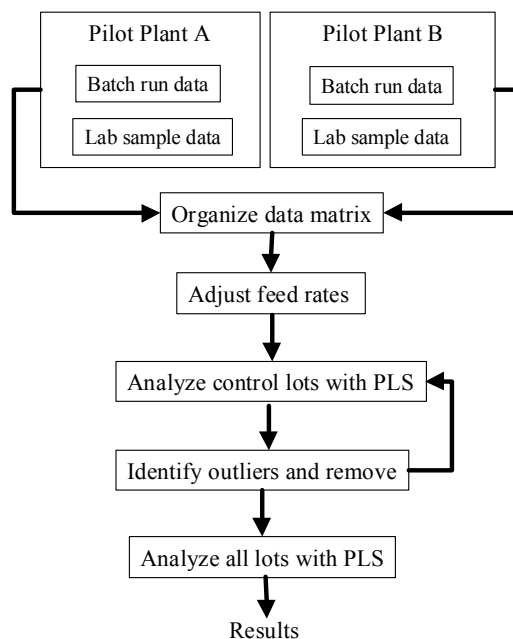 Pilot Plant A
Batch run data
Lab sample data
Pilot Plant B
Batch run data
Lab sample data
Organize data matrix
Adjust feed rates
Analyze control lots with PLS
Identify outliers and remove
Analyze all lots with PLS
Results